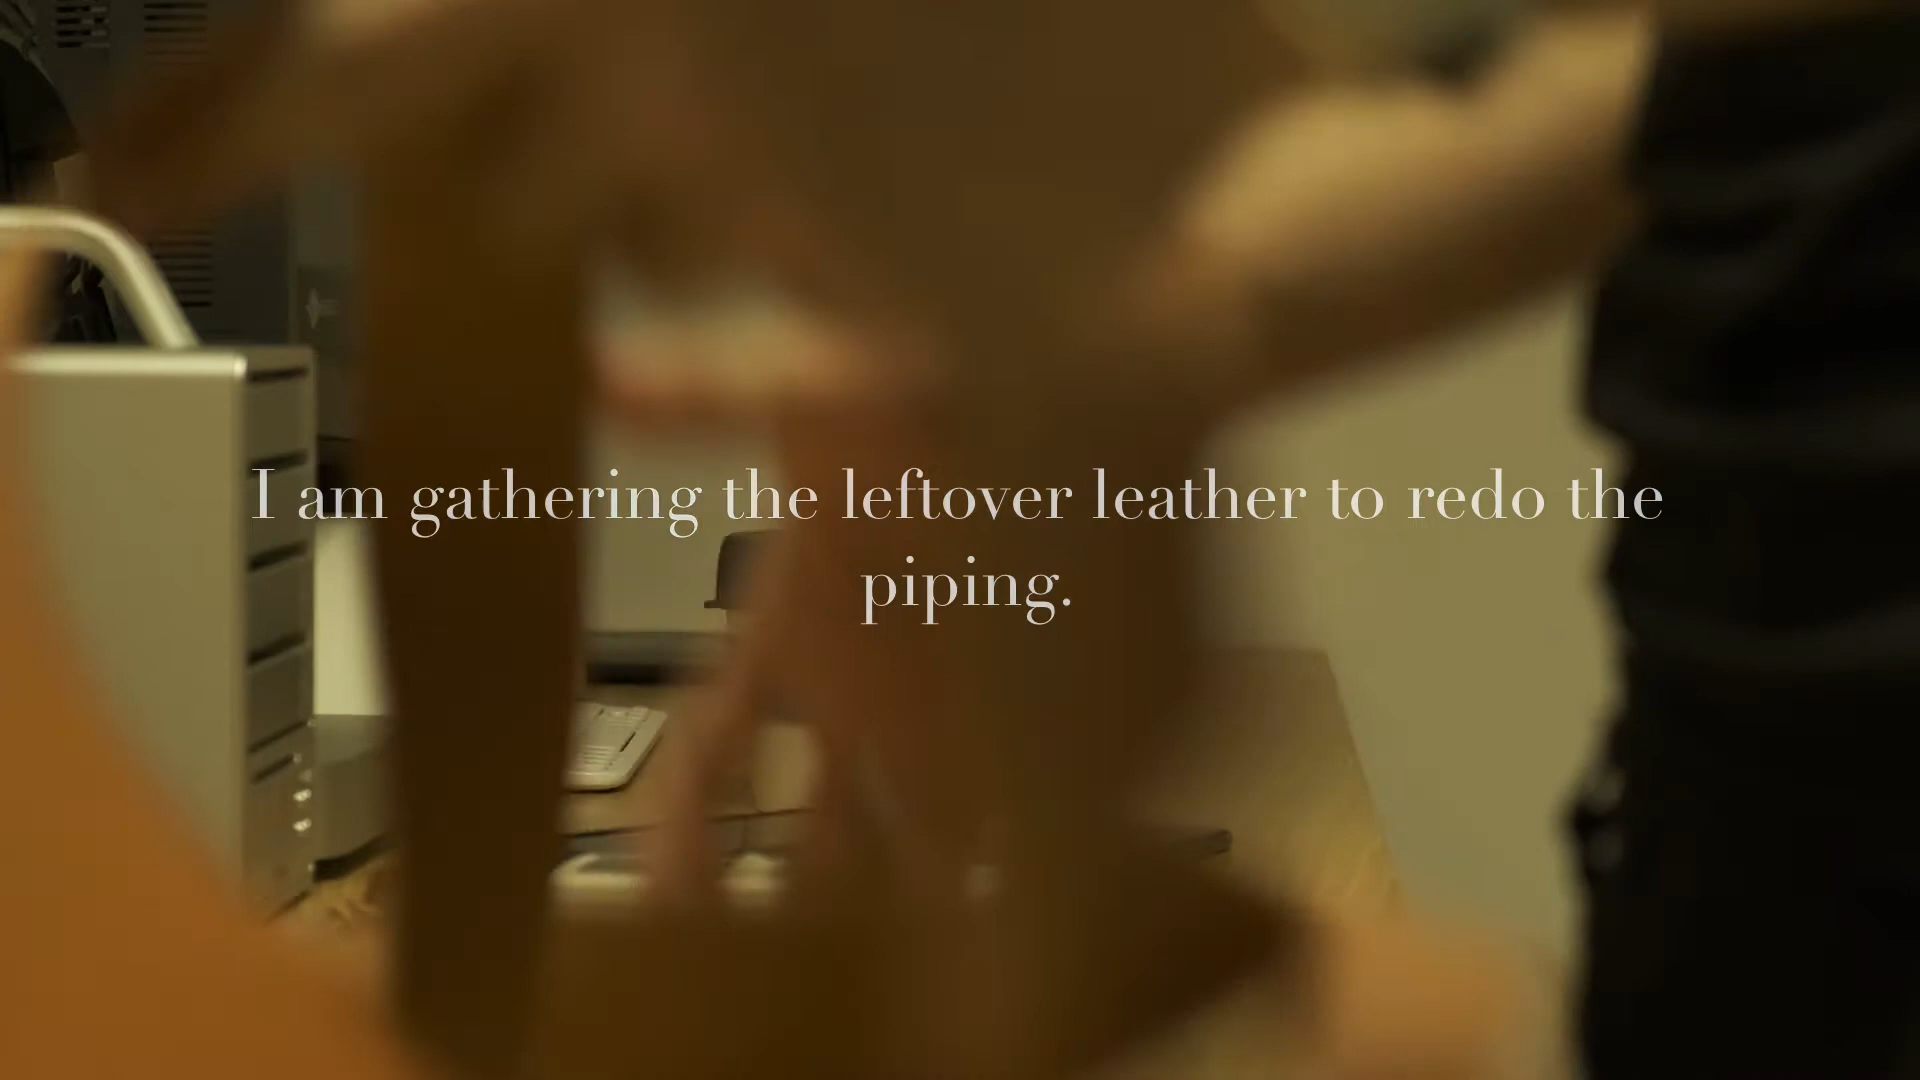 I am gathering the leftover leather to redo the
piping.